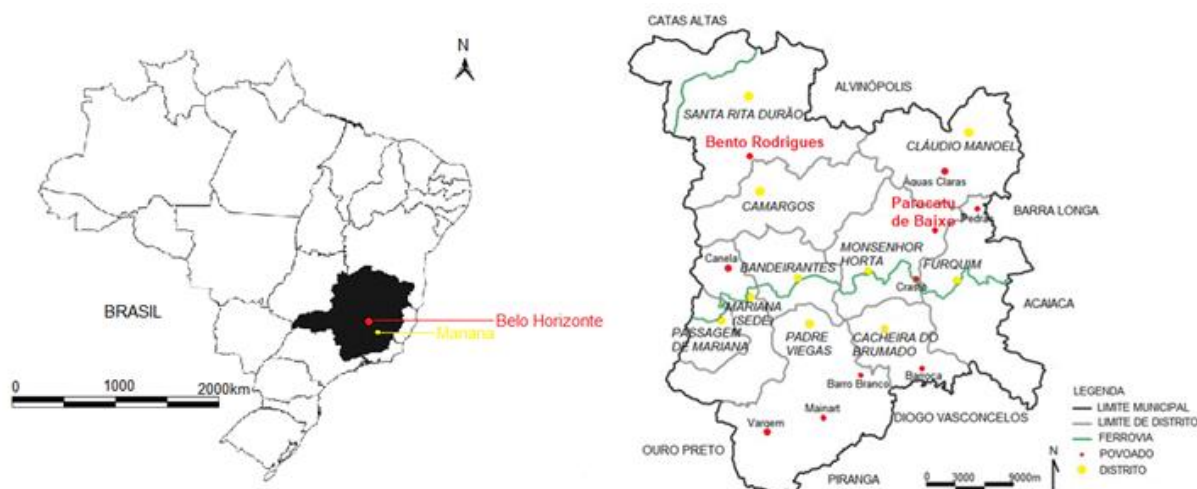 N
BRASIL
Belo Horizonte
Mariana
0
1000
2000km
CATAS ALTAS
ALVINÓPOLIS
SANTA RITA DURÃO
Bento Rodrigues
CLÁUDIO MANOEL
Águas Claras
CAMARGOS
Paracatu
de Baixo
Pedras
BARRA LONGA
MONSENHOR
HORTA
Canela
BANDEIRANTES
FURQUIM
Crasto
ACAIACA
MARIANA
(SEDE)
PASSAGEM
DE MARIANA
PADRE
VIEGAS
CACHEIRA DO
BRUMADO
Barroca
Barro Branco
Mainart
Vargem
DIOGO VASCONCELOS
OURO PRETO
PIRANGA
LEGENDA
LIMITE MUNICIPAL
LIMITE DE DISTRITO
FERROVIA
POVOADO
DISTRITO
0
3000
9000m
N